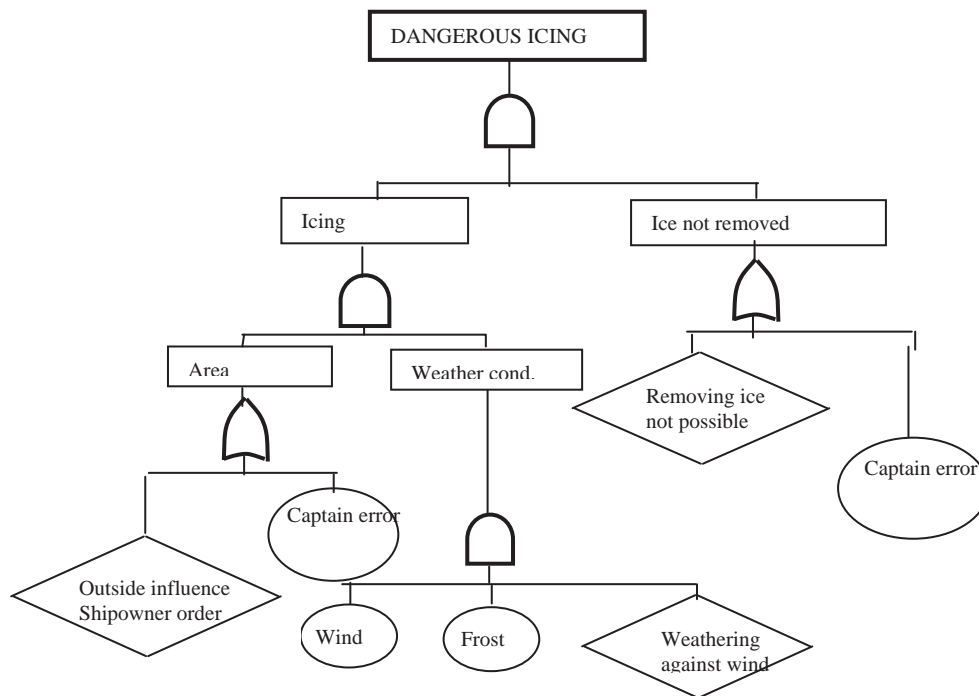 DANGEROUS ICING
Icing
Ice not removed
Area
Weather cond.
Removing ice
not possible
Captain error
Captain error
Outside influence
Shipowner order
Wind
Frost
Weathering
against wind